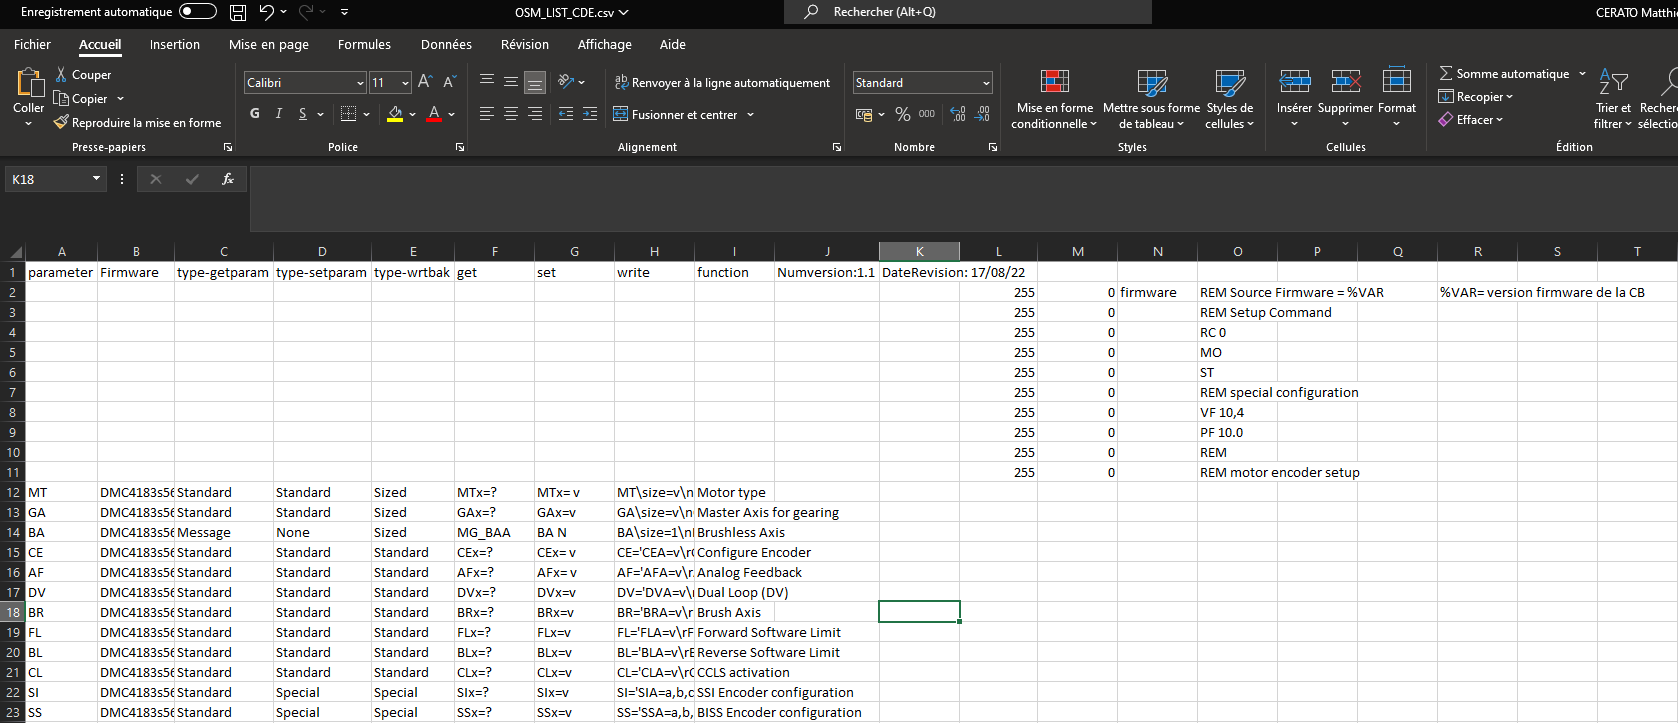 Enregistrement automatique OSM_LIST_CDE.csv Rechercher (Alt+Q) CERATO Matthi
Fichier Accueil Insertion Mise en page Formules Données Révision Affichage Aide
Coller
Couper
Copier
Reproduire la mise en forme
Presse-papiers
Calibri 11
G I S
Police
Renvoyer à la ligne automatiquement
Fusionner et centrer
Alignement
Standard
% 000
Nombre
Mise en forme conditionnelle
Mettre sous forme de tableau
Styles de cellules
Styles
Insérer Supprimer Format
Cellules
Somme automatique
Recopier
Effacer
Trier et filtrer
Recher
sélectio
Édition
K18 fx
A B C D E F G H I J K L M N O P Q R S T
1 parameter Firmware type-getparam type-setparam type-wrtbak get set write function Numversion:1.1 DateRevision: 17/08/22
2 255 0 firmware REM Source Firmware = %VAR %VAR= version firmware de la CB
3 255 0 REM Setup Command
4 255 0 RC 0
5 255 0 MO
6 255 0 ST
7 255 0 REM special configuration
8 255 0 VF 10,4
9 255 0 PF 10.0
10 255 0 REM
11 255 0 REM motor encoder setup
12 MT DMC4183s56 Standard Standard Sized MTx=? MTx= v MT\size=v\n Motor type
13 GA DMC4183s56 Standard Standard Sized GAx=? GAx=v GA\size=v\n Master Axis for gearing
14 BA DMC4183s56 Message None Sized MG_BAA BA N BA\size=1\n Brushless Axis
15 CE DMC4183s56 Standard Standard Standard CEx=? CEx= v CE='CEA=v\r Configure Encoder
16 AF DMC4183s56 Standard Standard Standard AFx=? AFx= v AF='AFA=v\r Analog Feedback
17 DV DMC4183s56 Standard Standard Standard DVx=? DVx=v DV='DVA=v\ Dual Loop (DV)
18 BR DMC4183s56 Standard Standard Standard BRx=? BRx=v BR='BRA=v\r Brush Axis
19 FL DMC4183s56 Standard Standard Standard FLx=? FLx=v FL='FLA=v\rF Forward Software Limit
20 BL DMC4183s56 Standard Standard Standard BLx=? BLx=v BL='BLA=v\r Reverse Software Limit
21 CL DMC4183s56 Standard Standard Standard CLx=? CLx=v CL='CLA=v\r CCLS activation
22 SI DMC4183s56 Standard Special Special SIx=? SIx=v SI='SIA=a,b,c SSI Encoder configuration
23 SS DMC4183s56 Standard Special Special SSx=? SSx=v SS='SSA=a,b, BISS Encoder configuration